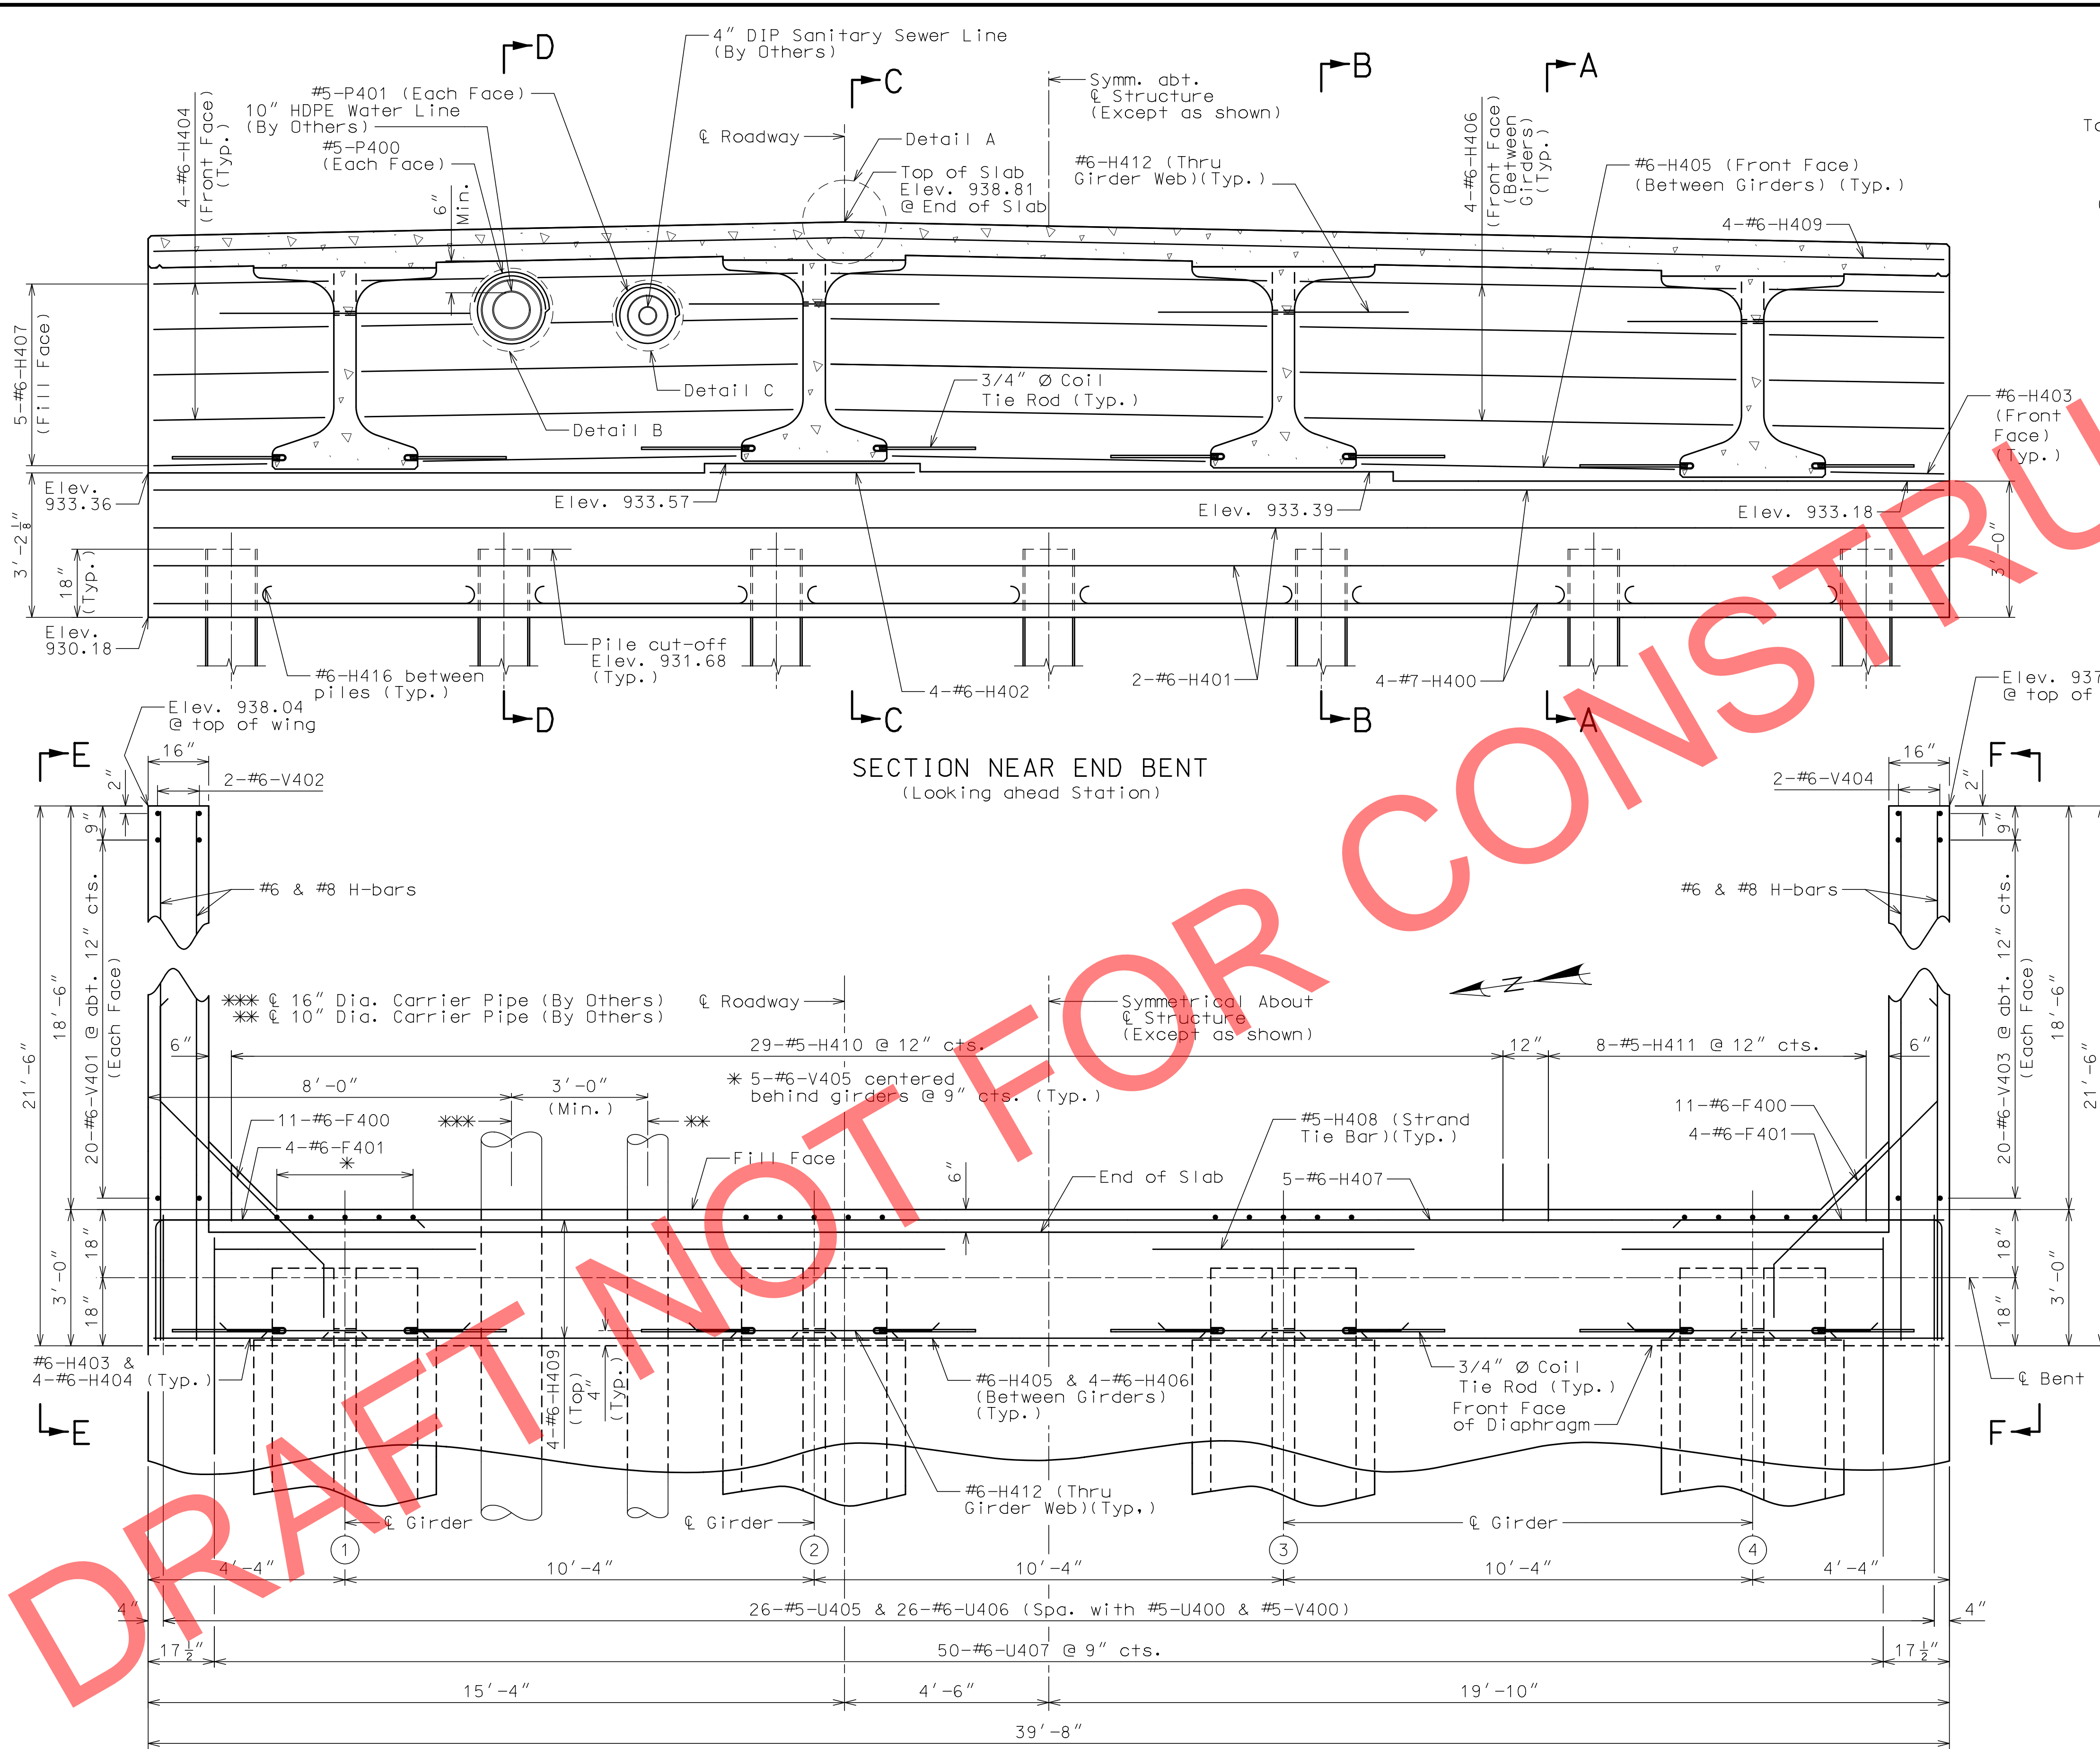 D
4″ DIP Sanitary Sewer Line
(By Others)
C
B
A
#5-P401 (Each Face)
10″ HDPE Water Line
(By Others)
#5-P400
(Each Face)
4-#6-H404
(Front Face)
(Typ.)
6″
Min.
℄ Roadway
Detail A
Top of Slab
Elev. 938.81
@ End of Slab
Symm. abt.
℄ Structure
(Except as shown)
#6-H412 (Thru
Girder Web)(Typ.)
4-#6-H406
(Front Face)
(Between
Girders)
(Typ.)
#6-H405 (Front Face)
(Between Girders) (Typ.)
4-#6-H409
5-#6-H407
(Fill Face)
Detail B
Detail C
3/4″ Ø Coil
Tie Rod (Typ.)
#6-H403
(Front
Face)
(Typ.)
Elev.
933.36
Elev. 933.57
Elev. 933.39
Elev. 933.18
3′-2 1/8″
18″
(Typ.)
3′-0″
Elev.
930.18
#6-H416 between
piles (Typ.)
Pile cut-off
Elev. 931.68
(Typ.)
4-#6-H402
2-#6-H401
4-#7-H400
D
C
B
A
SECTION NEAR END BENT
(Looking ahead Station)
Elev. 938.04
@ top of wing
Elev. 937
@ top of
E
16″
2″
2-#6-V402
9″
F
16″
2-#6-V404
2″
9″
#6 & #8 H-bars
#6 & #8 H-bars
21′-6″
18′-6″
20-#6-V401 @ abt. 12″ cts.
(Each Face)
20-#6-V403 @ abt. 12″ cts.
(Each Face)
18′-6″
21′-6″
*** ℄ 16″ Dia. Carrier Pipe (By Others)
** ℄ 10″ Dia. Carrier Pipe (By Others)
℄ Roadway
Symmetrical About
℄ Structure
(Except as shown)
N
6″
29-#5-H410 @ 12″ cts.
12″
8-#5-H411 @ 12″ cts.
6″
8′-0″
3′-0″
(Min.)
* 5-#6-V405 centered
behind girders @ 9″ cts. (Typ.)
11-#6-F400
4-#6-F401
*
***
**
#5-H408 (Strand
Tie Bar)(Typ.)
11-#6-F400
4-#6-F401
Fill Face
6″
End of Slab
5-#6-H407
3′-0″
18″
18″
18″
18″
3′-0″
#6-H403 &
4-#6-H404 (Typ.)
4-#6-H409
(Top)
4″
(Typ.)
#6-H405 & 4-#6-H406
(Between Girders)
(Typ.)
3/4″ Ø Coil
Tie Rod (Typ.)
Front Face
of Diaphragm
℄ Bent
E
F
#6-H412 (Thru
Girder Web)(Typ,)
℄ Girder
℄ Girder
℄ Girder
1
2
3
4
4′-4″
10′-4″
10′-4″
10′-4″
4′-4″
4″
26-#5-U405 & 26-#6-U406 (Spa. with #5-U400 & #5-V400)
4″
17 1/2″
50-#6-U407 @ 9″ cts.
17 1/2″
15′-4″
4′-6″
19′-10″
39′-8″
DRAFT NOT FOR CONSTRU